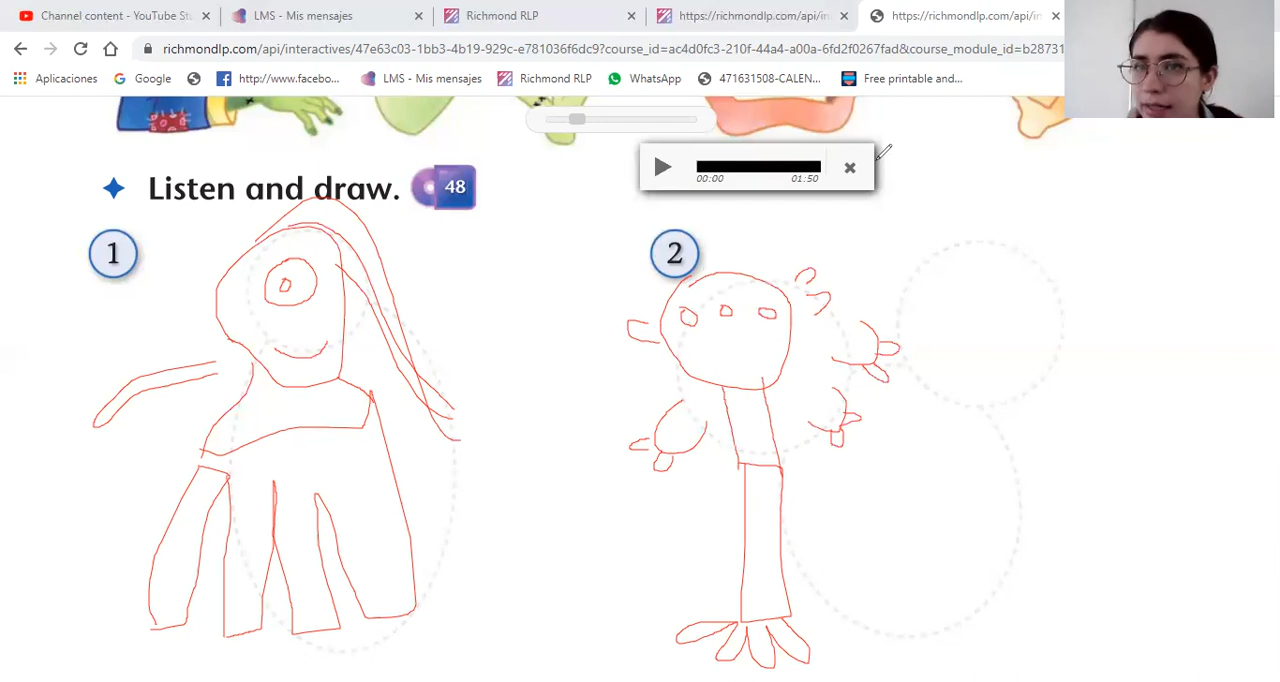 Channel content - YouTube Stu
LMS - Mis mensajes
Richmond RLP
https://richmondlp.com/api/int
https://richmondlp.com/api/int
richmondlp.com/api/interactives/47e63c03-1bb3-4b19-929c-e781036f6dc9?course_id=ac4d0fc3-210f-44a4-a00a-6fd2f0267fad&course_module_id=b28731
Aplicaciones
Google
http://www.facebo...
LMS - Mis mensajes
Richmond RLP
WhatsApp
471631508-CALEN...
Free printable and...
00:00 01:50
Listen and draw. 48
1
2